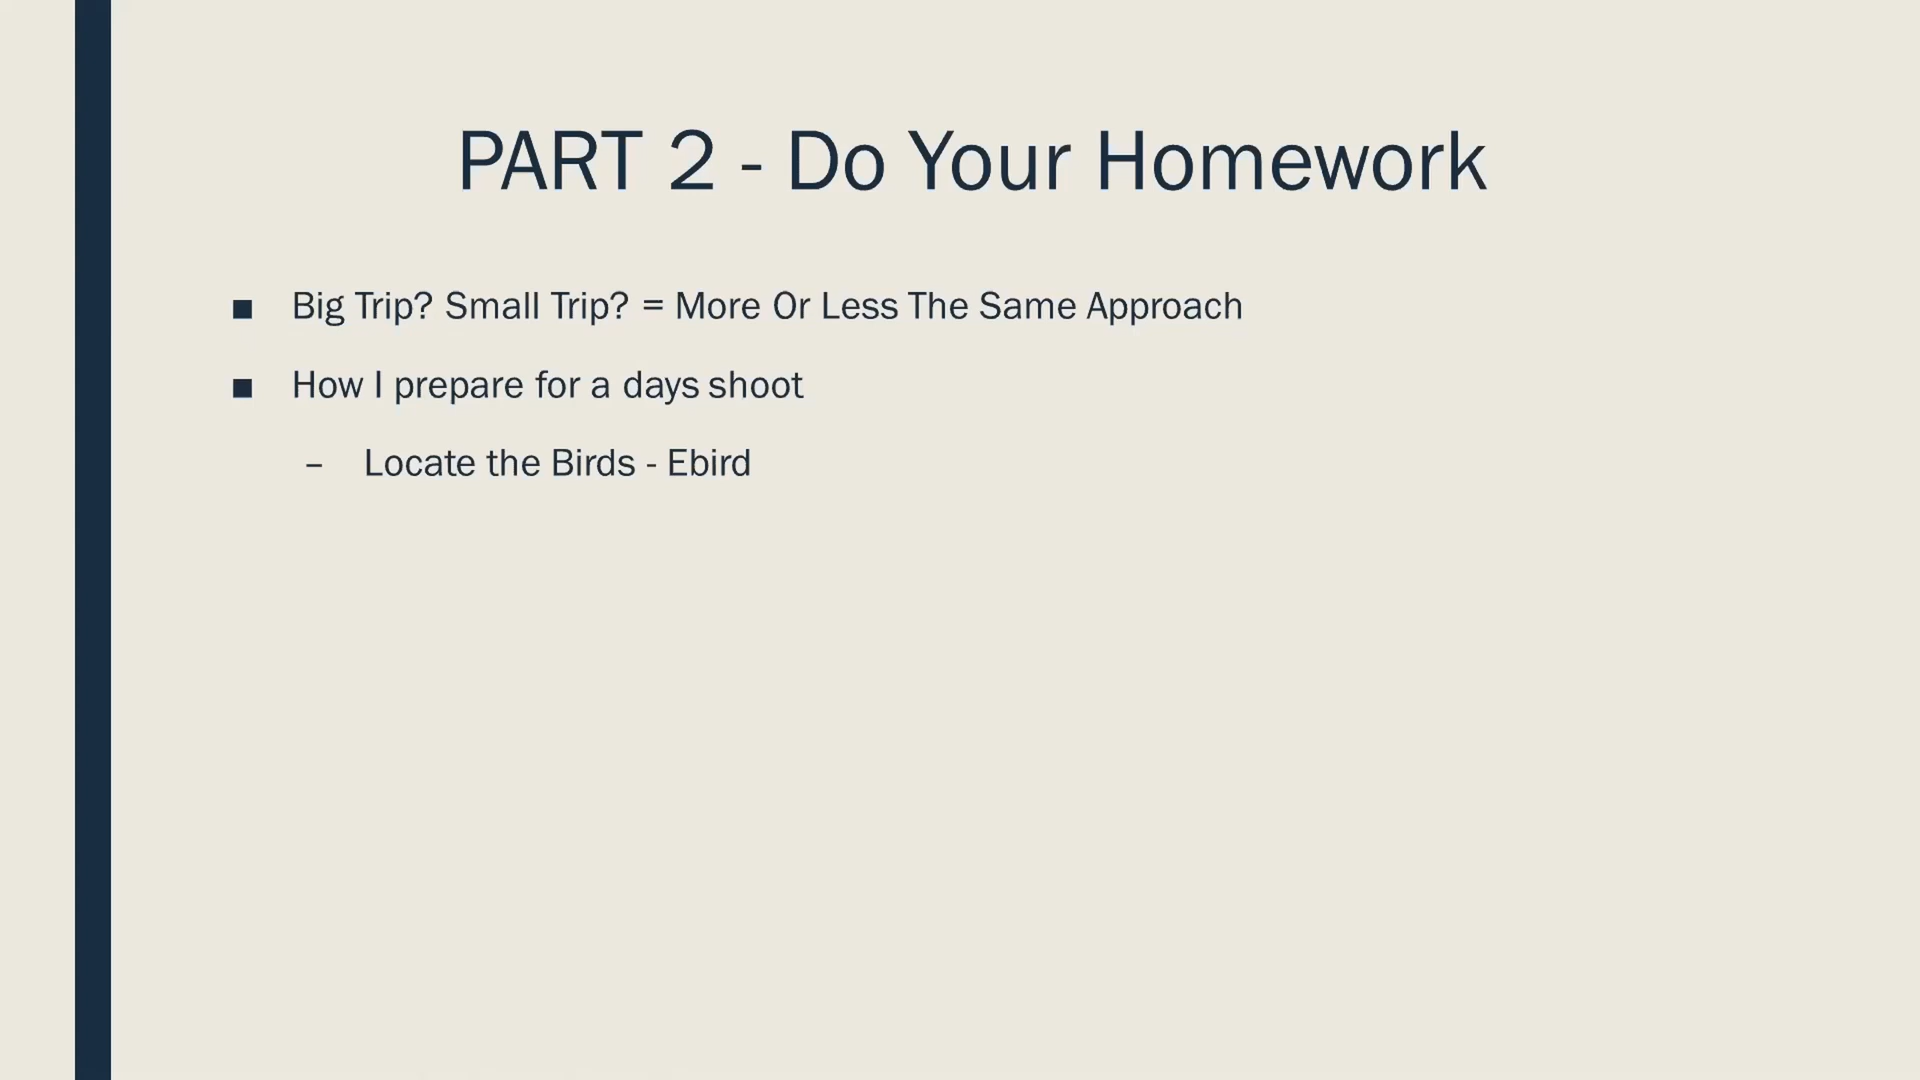 PART 2 - Do Your Homework
■ Big Trip? Small Trip? = More Or Less The Same Approach
■ How I prepare for a days shoot
– Locate the Birds - Ebird